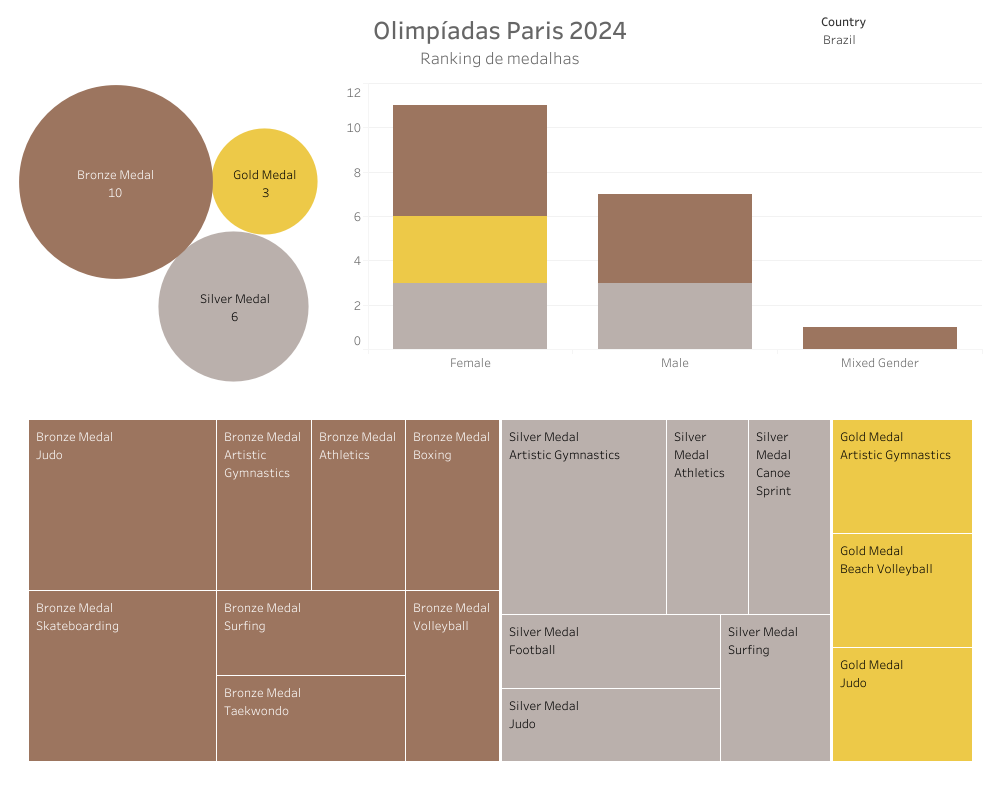 Olimpíadas Paris 2024
Ranking de medalhas
Country
Brazil
Bronze Medal
10
Gold Medal
3
Silver Medal
6
12
10
8
6
4
2
0
Female
Male
Mixed Gender
Bronze Medal
Judo
Bronze Medal
Artistic
Gymnastics
Bronze Medal
Athletics
Bronze Medal
Boxing
Bronze Medal
Skateboarding
Bronze Medal
Surfing
Bronze Medal
Taekwondo
Bronze Medal
Volleyball
Silver Medal
Artistic Gymnastics
Silver
Medal
Athletics
Silver
Medal
Canoe
Sprint
Silver Medal
Football
Silver Medal
Judo
Silver Medal
Surfing
Gold Medal
Artistic Gymnastics
Gold Medal
Beach Volleyball
Gold Medal
Judo